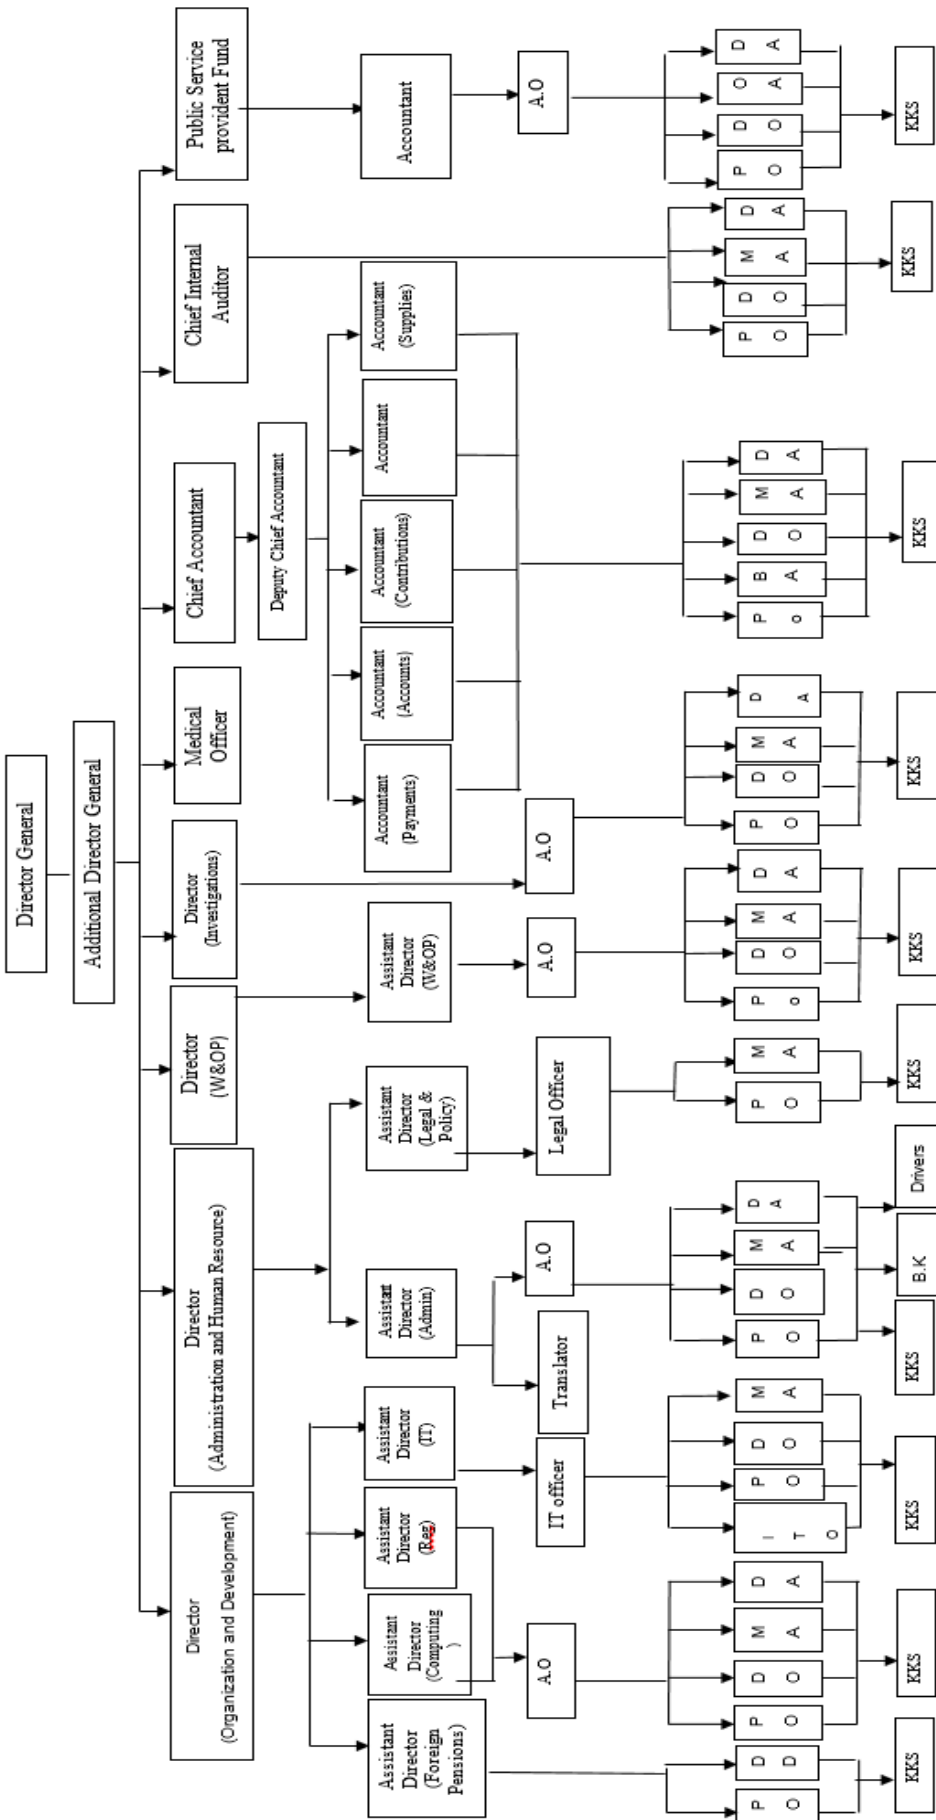 Director General
Additional Director General
Director
(Organization and Development)
Director
(Administration and Human Resource)
Director
(W&OP)
Director
(Investigations)
Medical
Officer
Chief Accountant
Chief Internal
Auditor
Public Service
provident Fund
Deputy Chief Accountant
Assistant
Director
(Foreign
Pensions)
Assistant
Director
(Computing
)
Assistant
Director
(Reg)
Assistant
Director
(IT)
Assistant
Director
(Admin)
Assistant
Director
(Legal &
Policy)
Assistant
Director
(W&OP)
Accountant
(Payments)
Accountant
(Accounts)
Accountant
(Contributions)
Accountant
Accountant
(Supplies)
Accountant
A.O
IT officer
Translator
A.O
Legal Officer
A.O
A.O
A.O
P
O
D
D
P
O
D
O
M
A
D
A
I
T
O
P
O
D
O
M
A
P
O
D
O
M
A
D
A
P
O
M
A
P
o
D
O
M
A
D
A
P
O
D
O
M
A
D
A
P
o
B
A
D
O
M
A
D
A
P
O
D
O
M
A
D
A
P
O
D
O
O
A
D
A
KKS
KKS
KKS
KKS
B.K
Drivers
KKS
KKS
KKS
KKS
KKS
KKS